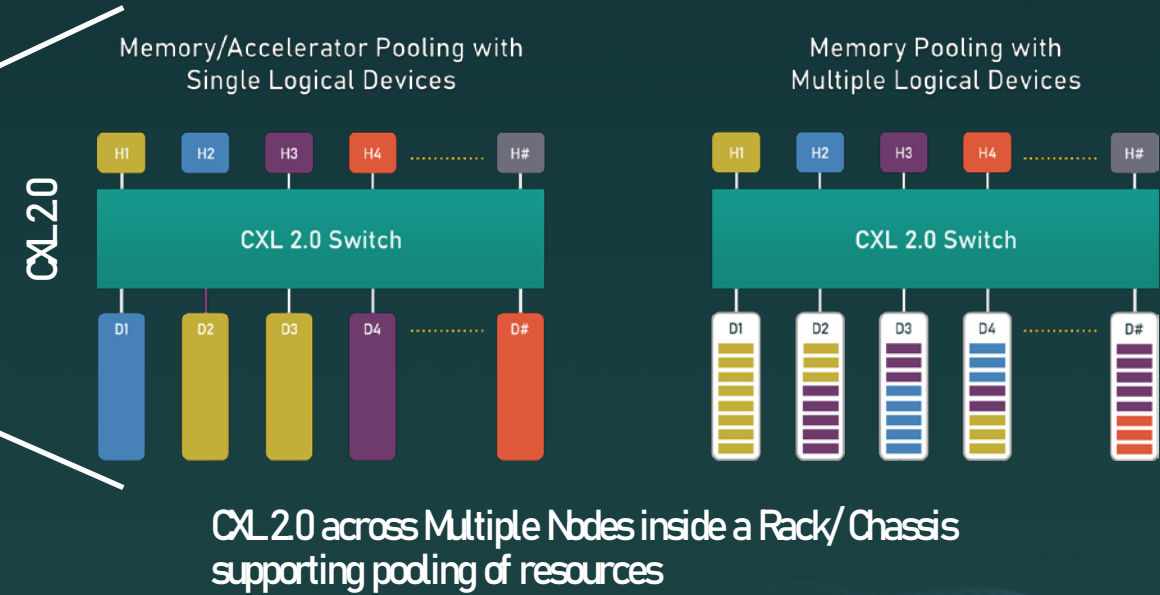 CXL 2.0
Memory/Accelerator Pooling with
Single Logical Devices
H1 H2 H3 H4 ............. H#
CXL 2.0 Switch
D1 D2 D3 D4 ............. D#
Memory Pooling with
Multiple Logical Devices
H1 H2 H3 H4 ............. H#
CXL 2.0 Switch
D1 D2 D3 D4 ............. D#
CXL 2.0 across Multiple Nodes inside a Rack/ Chassis
supporting pooling of resources